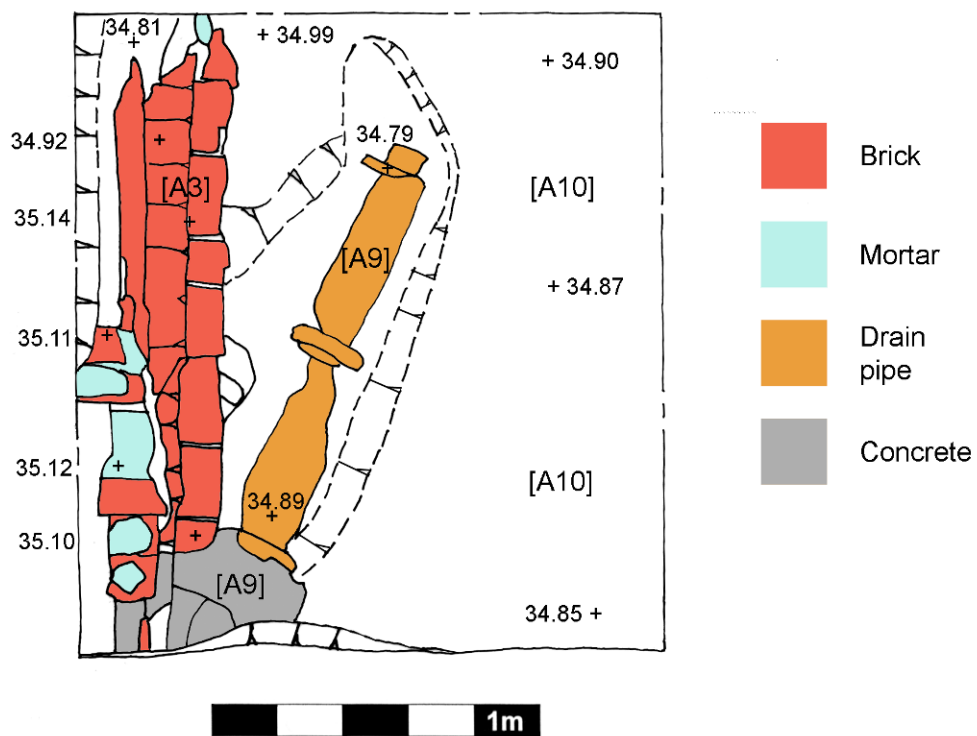 34.81
+ 34.99
+ 34.90
34.92
34.79
[A3]
[A10]
35.14
[A9]
+ 34.87
35.11
35.12
[A10]
34.89
35.10
[A9]
34.85 +
1m
Brick
Mortar
Drain
pipe
Concrete